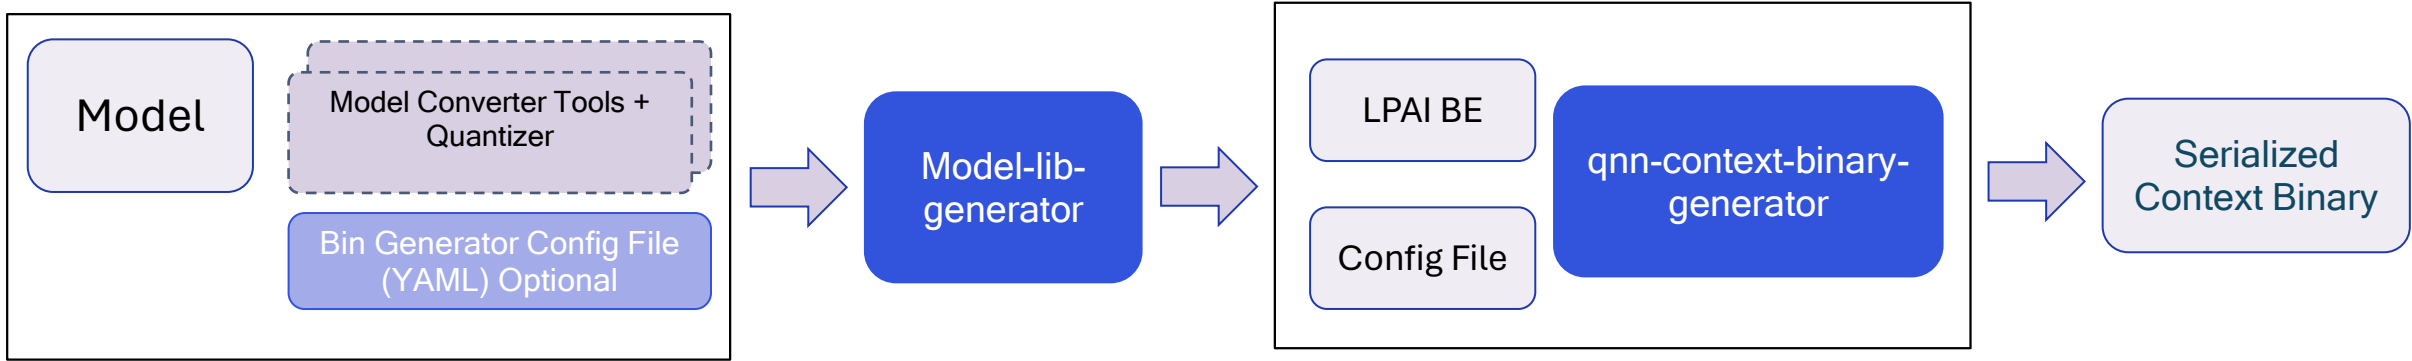 Model
Model Converter Tools +
Quantizer
Bin Generator Config File
(YAML) Optional
Model-lib-
generator
LPAI BE
Config File
qnn-context-binary-
generator
Serialized
Context Binary